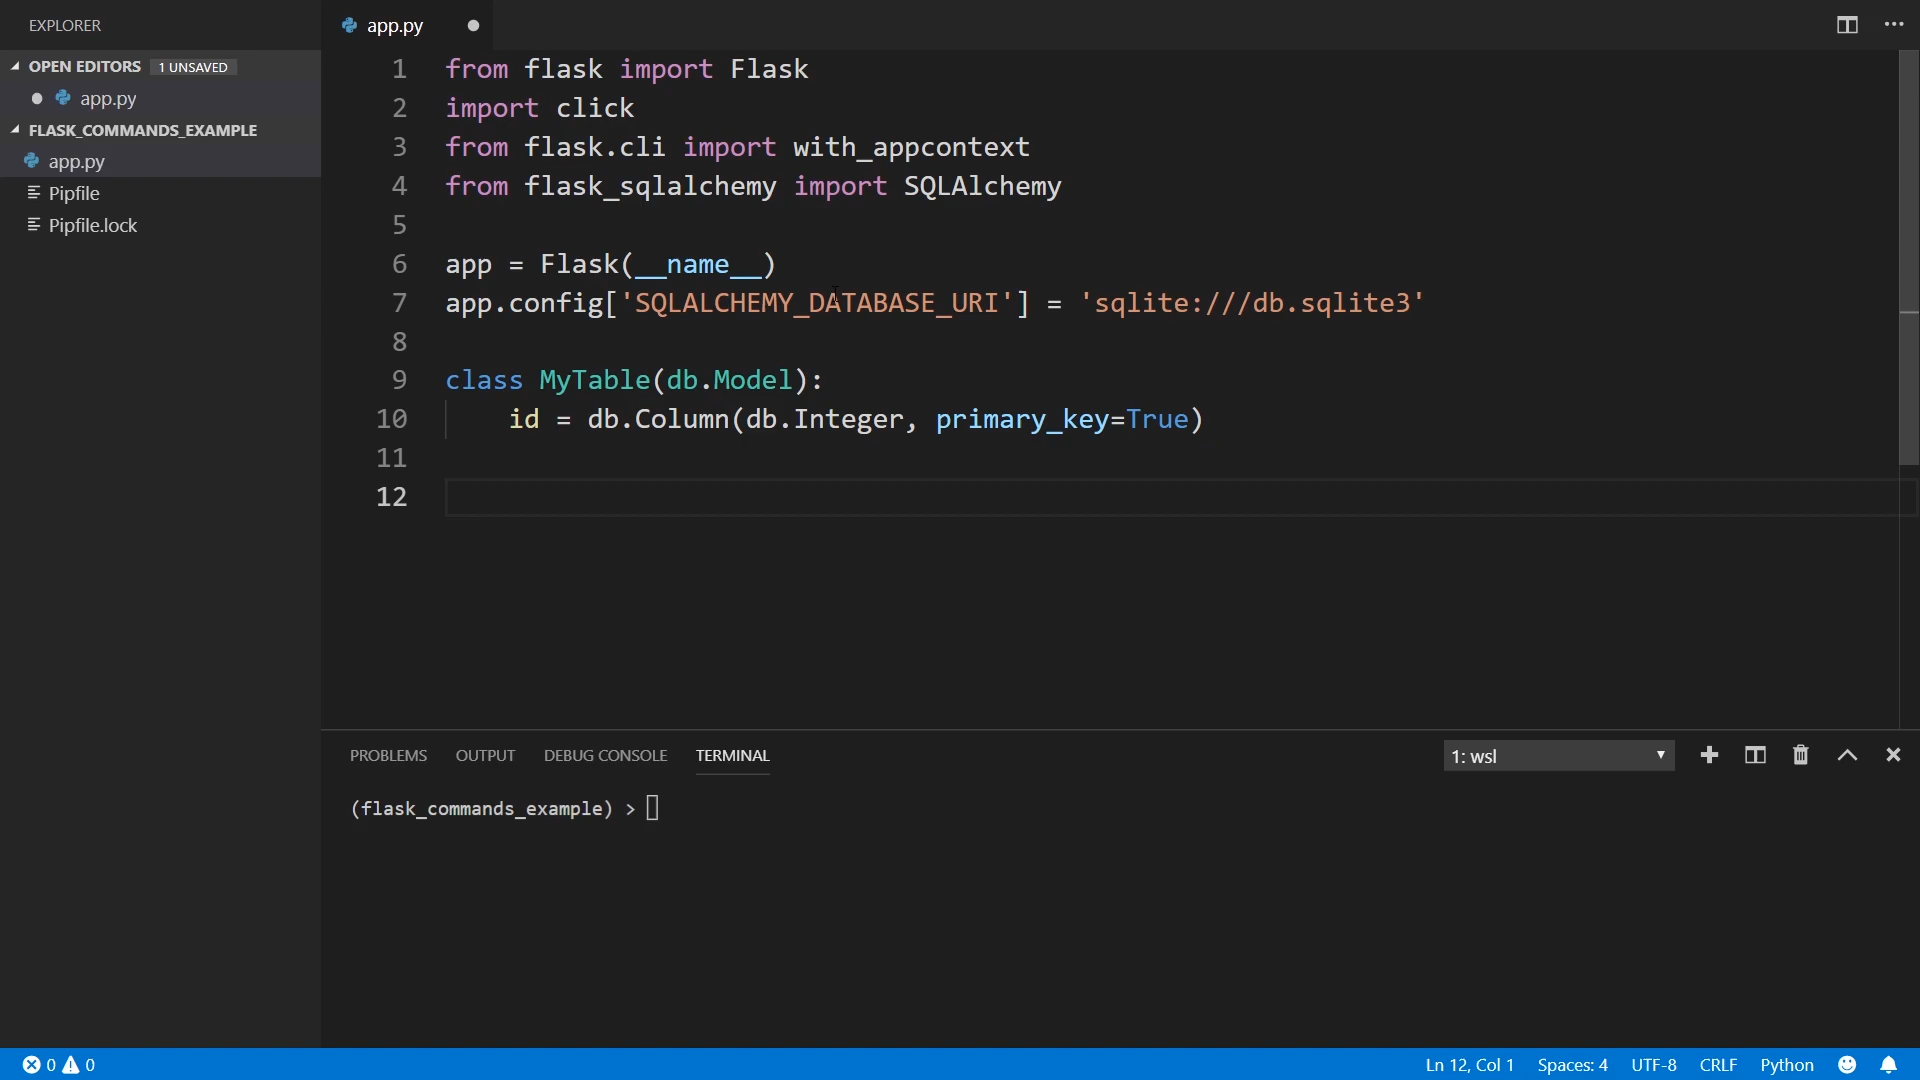 EXPLORER
OPEN EDITORS 1 UNSAVED
app.py
FLASK_COMMANDS_EXAMPLE
app.py
Pipfile
Pipfile.lock
app.py
1 from flask import Flask
2 import click
3 from flask.cli import with_appcontext
4 from flask_sqlalchemy import SQLAlchemy
5
6 app = Flask(__name__)
7 app.config['SQLALCHEMY_DATABASE_URI'] = 'sqlite:///db.sqlite3'
8
9 class MyTable(db.Model):
10     id = db.Column(db.Integer, primary_key=True)
11
12
PROBLEMS OUTPUT DEBUG CONSOLE TERMINAL 1: wsl
(flask_commands_example) >
0 0 Ln 12, Col 1 Spaces: 4 UTF-8 CRLF Python